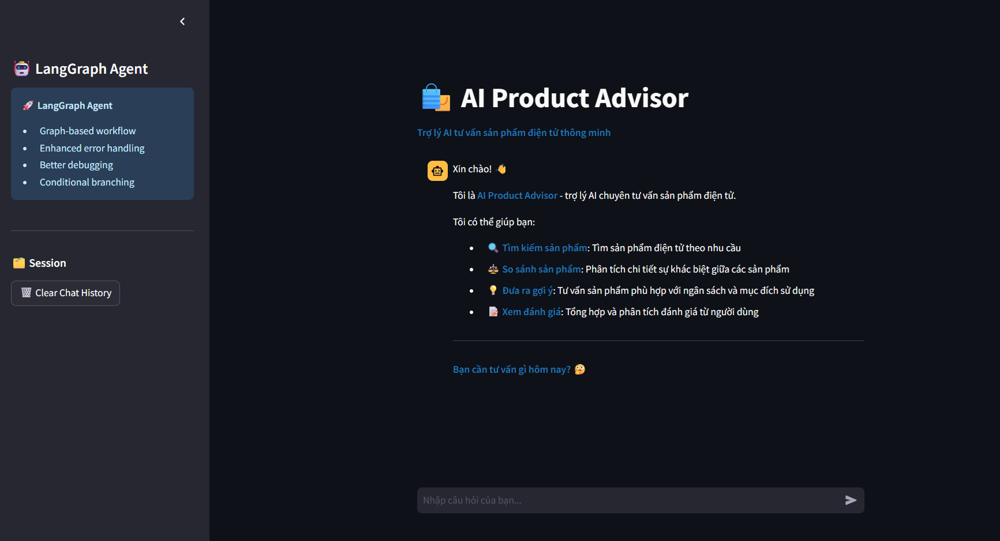 LangGraph Agent
🚀 LangGraph Agent
• Graph-based workflow
• Enhanced error handling
• Better debugging
• Conditional branching
Session
Clear Chat History
AI Product Advisor
Trợ lý AI tư vấn sản phẩm điện tử thông minh
Xin chào! 👋
Tôi là AI Product Advisor - trợ lý AI chuyên tư vấn sản phẩm điện tử.
Tôi có thể giúp bạn:
• 🔍 Tìm kiếm sản phẩm: Tìm sản phẩm điện tử theo nhu cầu
• ⚖️ So sánh sản phẩm: Phân tích chi tiết sự khác biệt giữa các sản phẩm
• 💡 Đưa ra gợi ý: Tư vấn sản phẩm phù hợp với ngân sách và mục đích sử dụng
• 📝 Xem đánh giá: Tổng hợp và phân tích đánh giá từ người dùng
Bạn cần tư vấn gì hôm nay? 🤔
Nhập câu hỏi của bạn...